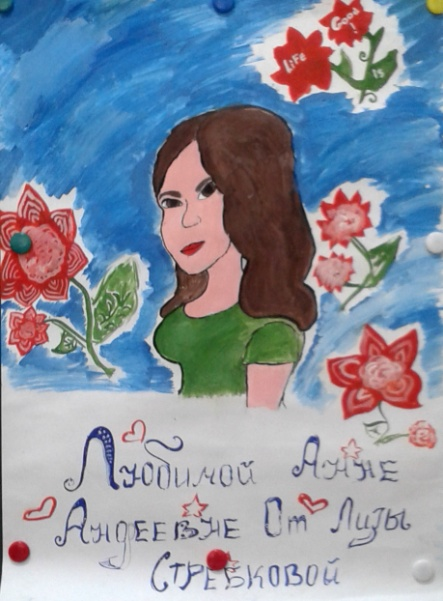 Good!
LIFE
IS
Любимой Анне
Андеевне От Лизы
Стребковой